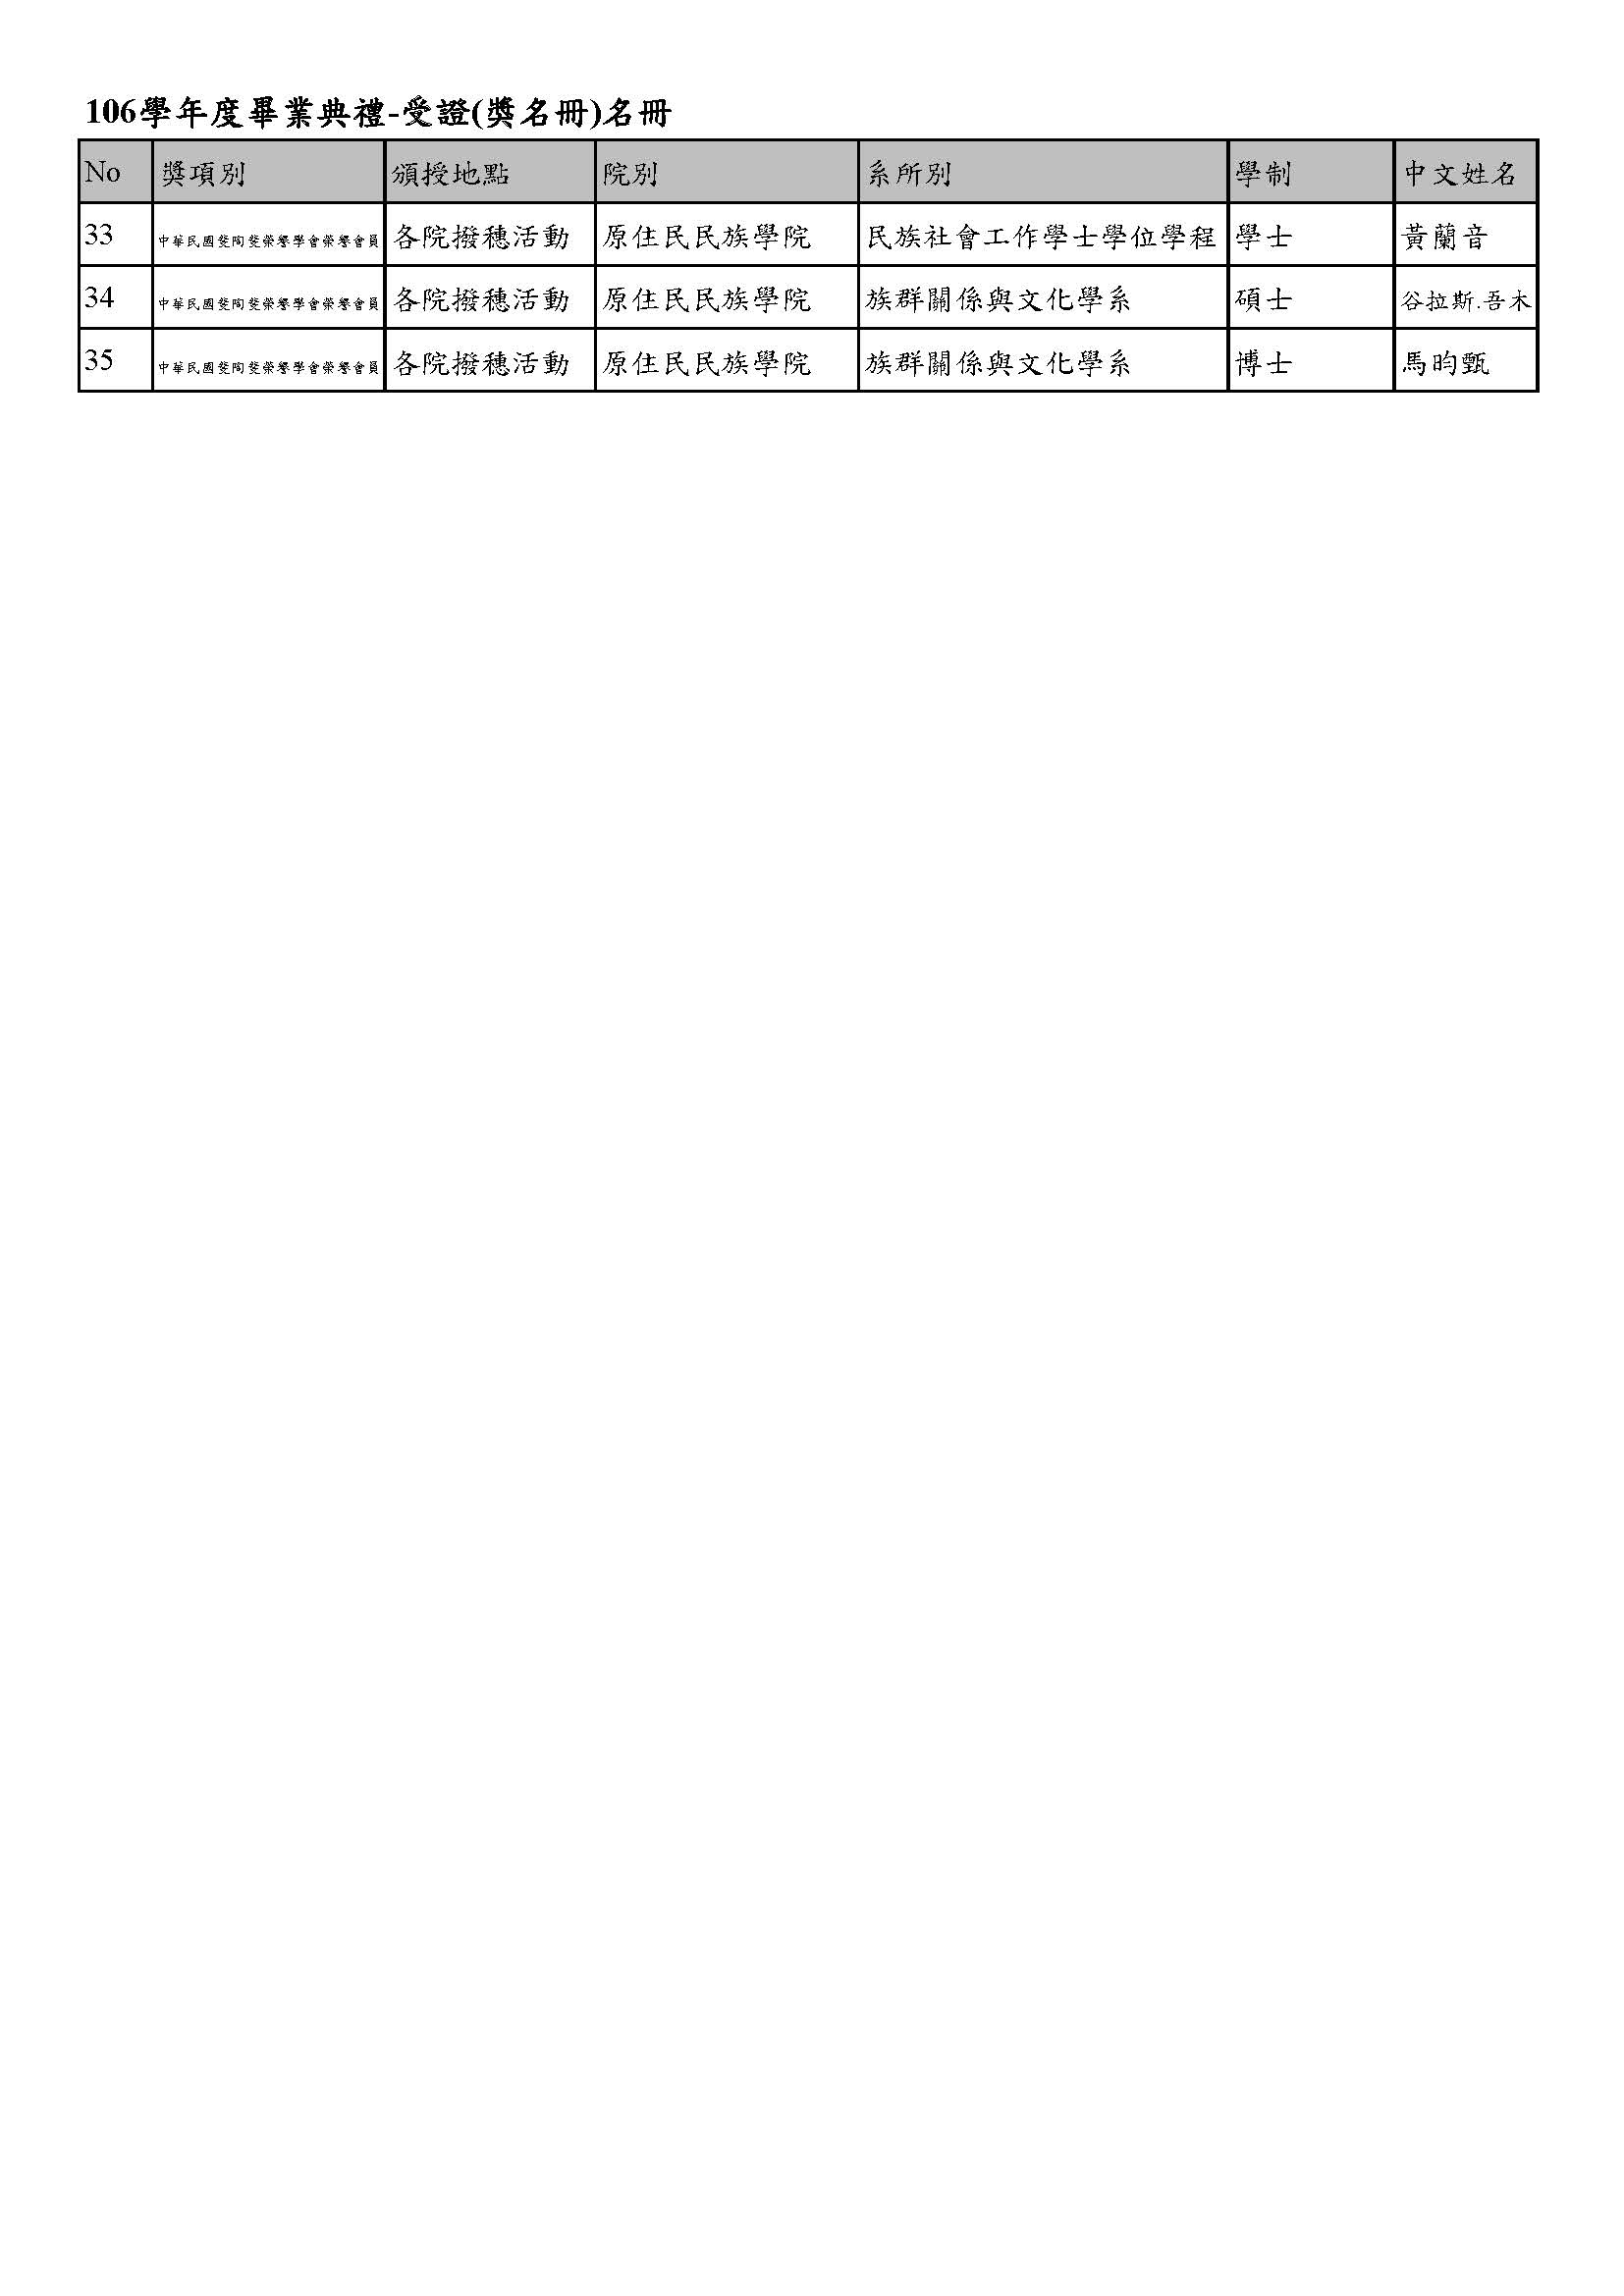 106學年度畢業典禮-受證(獎名冊)名冊
No 獎項別 頒授地點 院別 系所別 學制 中文姓名
33 中華民國斐陶斐榮譽學會榮譽會員 各院撥穗活動 原住民民族學院 民族社會工作學士學位學程 學士 黃蘭音
34 中華民國斐陶斐榮譽學會榮譽會員 各院撥穗活動 原住民民族學院 族群關係與文化學系 碩士 谷拉斯.吾木
35 中華民國斐陶斐榮譽學會榮譽會員 各院撥穗活動 原住民民族學院 族群關係與文化學系 博士 馬昀甄